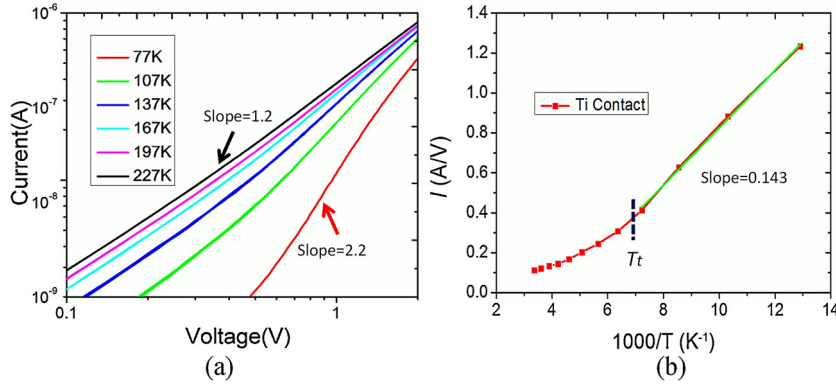 (a)
10⁻⁶
10⁻⁷
10⁻⁸
10⁻⁹
Current(A)
77K
107K
137K
167K
197K
227K
Slope=1.2
Slope=2.2
0.1
1
Voltage(V)
(a)
b)
1.4
1.2
1.0
0.8
0.6
0.4
0.2
0.0
l (A/V)
Ti Contact
Slope=0.143
Tt
2
4
6
8
10
12
14
1000/T (K⁻¹)
(b)